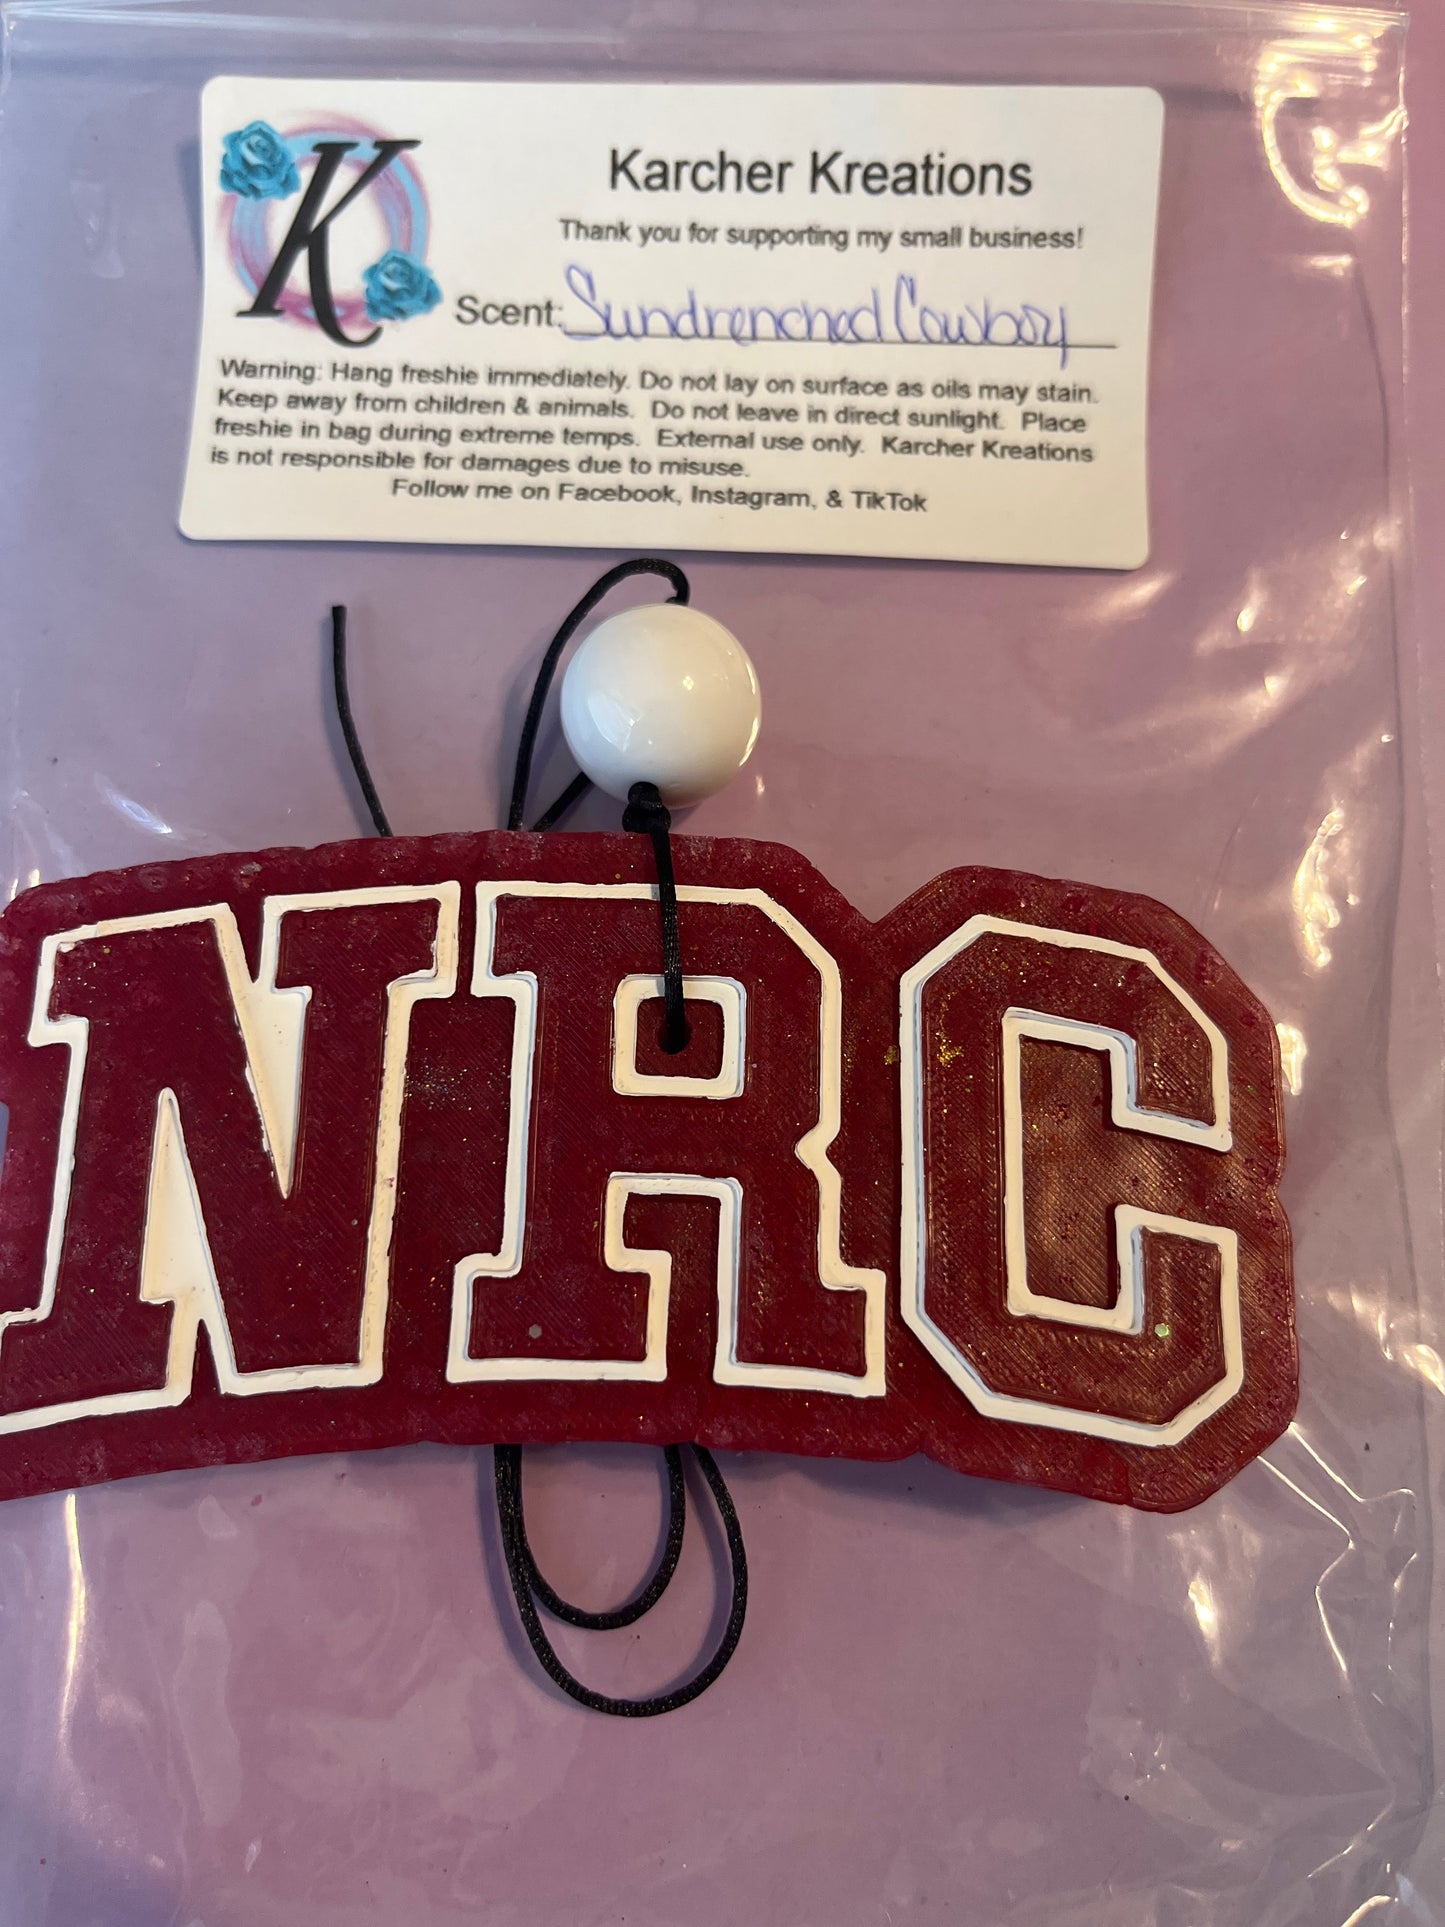 K
Karcher Kreations
Thank you for supporting my small business!
Scent: Sundrenched Cowboy
Warning: Hang freshie immediately. Do not lay on surface as oils may stain.
Keep away from children & animals. Do not leave in direct sunlight. Place
freshie in bag during extreme temps. External use only. Karcher Kreations
is not responsible for damages due to misuse.
Follow me on Facebook, Instagram, & TikTok
NRC